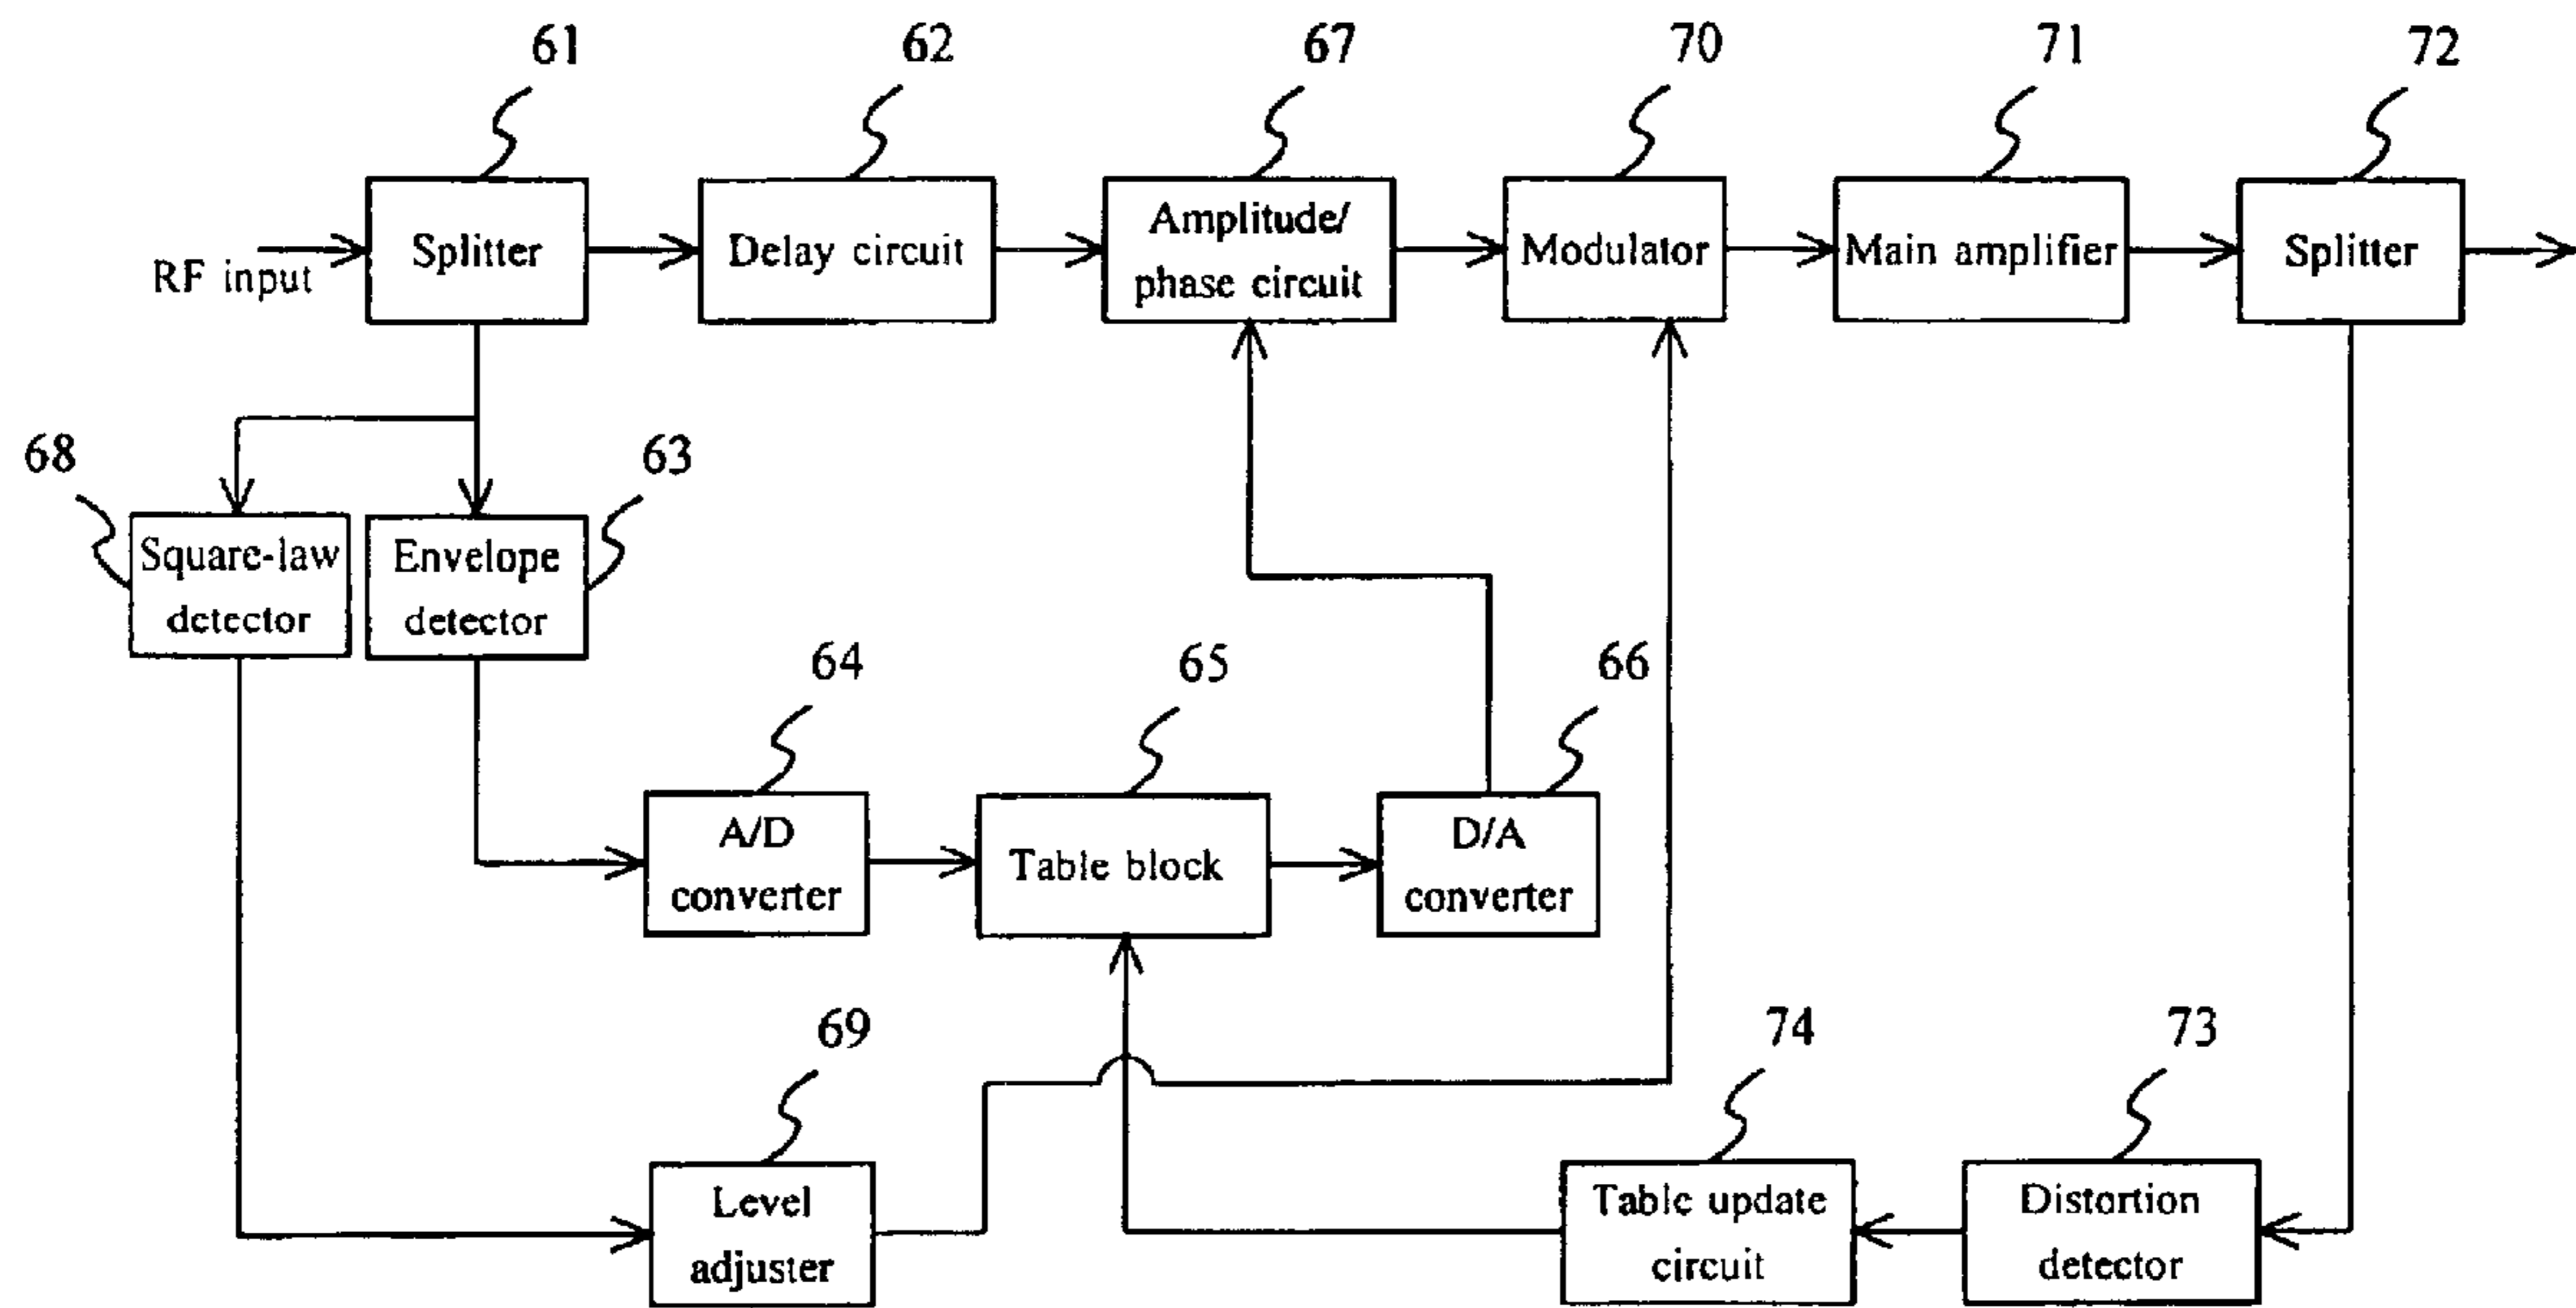 61
62
67
70
71
72
RF input
Splitter
Delay circuit
Amplitude/
phase circuit
Modulator
Main amplifier
Splitter
68
63
Square-law
detector
Envelope
detector
64
65
66
A/D
converter
Table block
D/A
converter
69
74
73
Level
adjuster
Table update
circuit
Distortion
detector